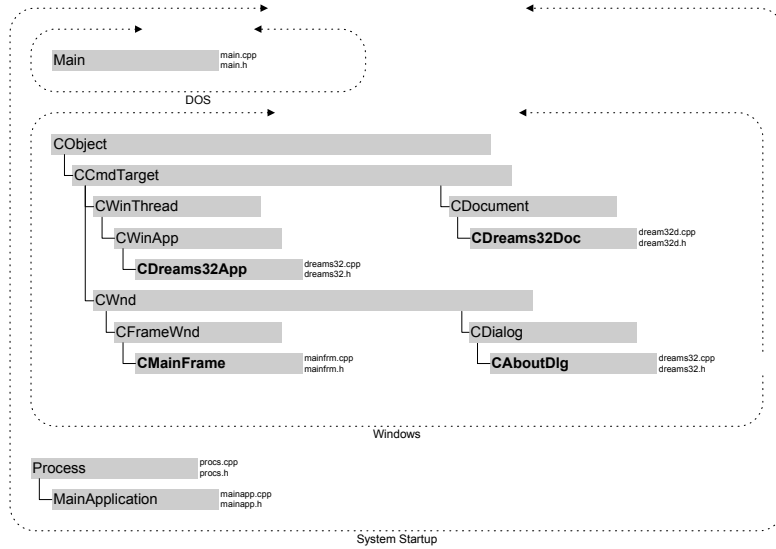 Main
main.cpp
main.h
DOS
CObject
CCmdTarget
CWinThread
CDocument
CWinApp
CDreams32Doc
dream32d.cpp
dream32d.h
CDreams32App
dreams32.cpp
dreams32.h
CWnd
CFrameWnd
CDialog
CMainFrame
mainfrm.cpp
mainfrm.h
CAboutDlg
dreams32.cpp
dreams32.h
Windows
Process
procs.cpp
procs.h
MainApplication
mainapp.cpp
mainapp.h
System Startup